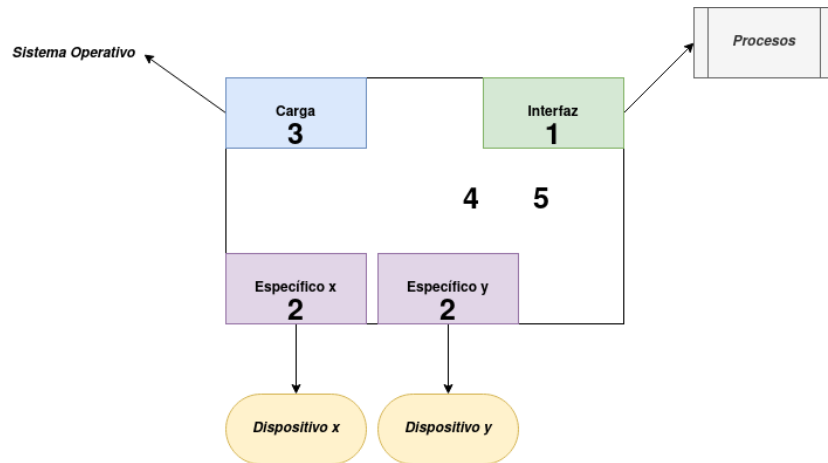 Sistema Operativo
Procesos
Carga
3
Interfaz
1
4 5
Específico x
2
Específico y
2
Dispositivo x
Dispositivo y